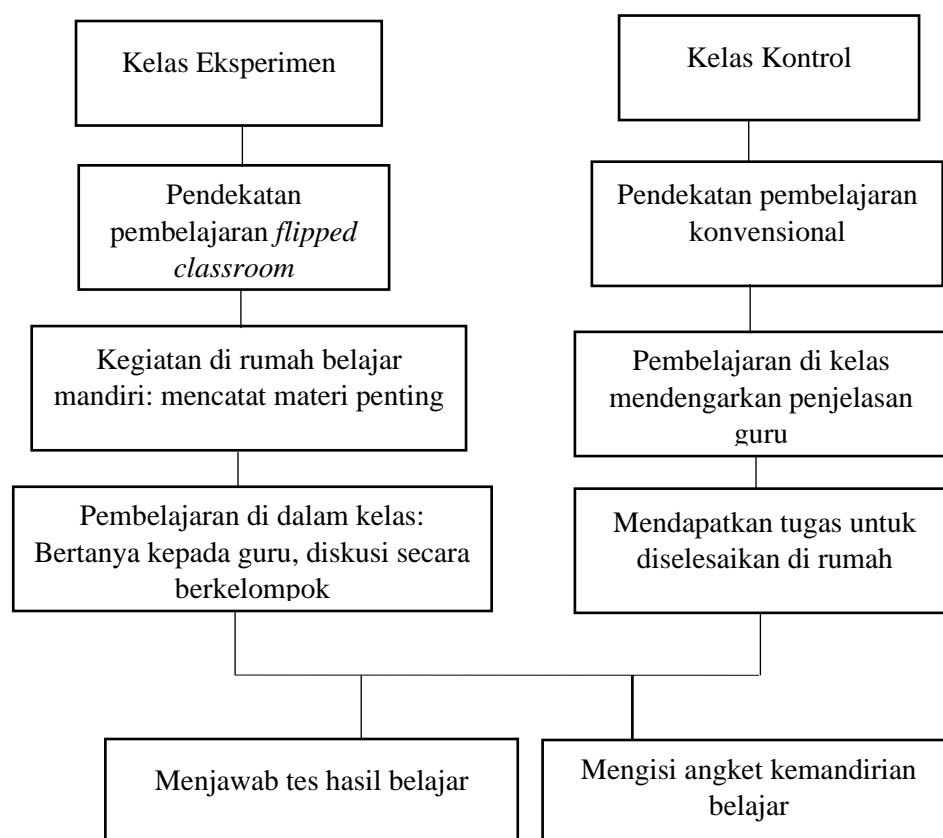 Kelas Eksperimen
Kelas Kontrol
Pendekatan
pembelajaran flipped
classroom
Pendekatan pembelajaran
konvensional
Kegiatan di rumah belajar
mandiri: mencatat materi penting
Pembelajaran di kelas
mendengarkan penjelasan
guru
Pembelajaran di dalam kelas:
Bertanya kepada guru, diskusi secara
berkelompok
Mendapatkan tugas untuk
diselesaikan di rumah
Menjawab tes hasil belajar
Mengisi angket kemandirian
belajar